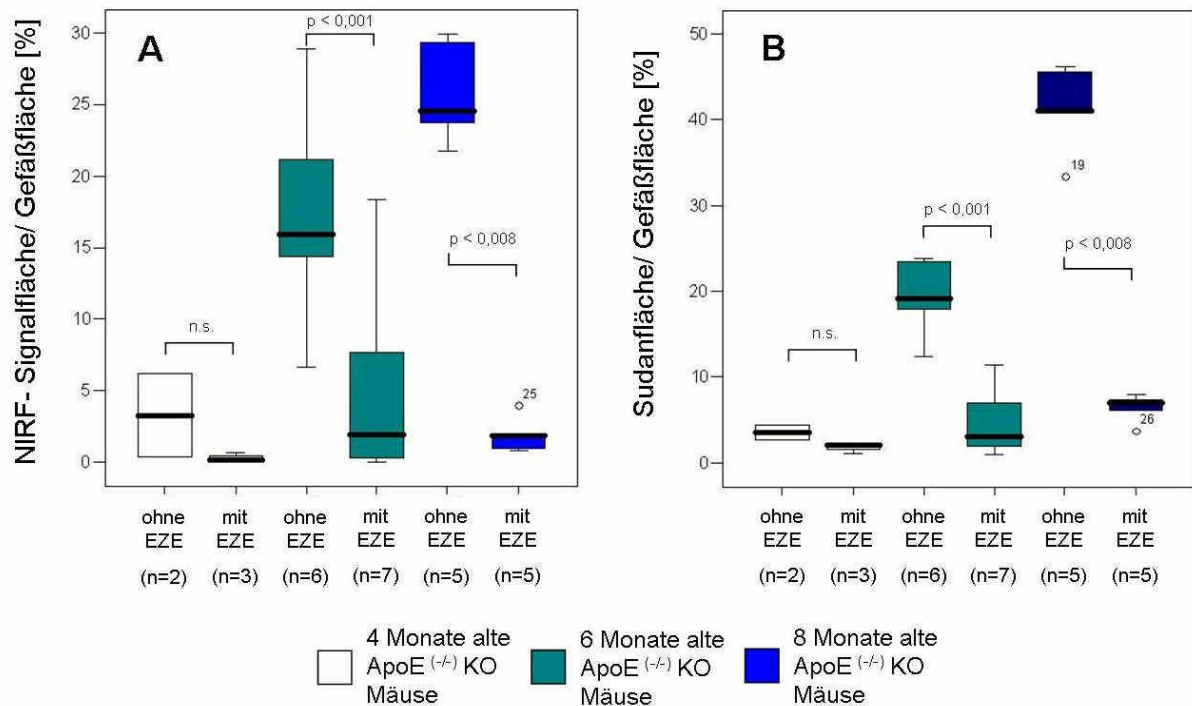 A
NIRF- Signalfläche/ Gefäßfläche [%]
30
25
20
15
10
5
0
n.s.
p < 0,001
p < 0,008
25
ohne EZE (n=2)
mit EZE (n=3)
ohne EZE (n=6)
mit EZE (n=7)
ohne EZE (n=5)
mit EZE (n=5)
B
Sudanfläche/ Gefäßfläche [%]
50
40
30
20
10
0
n.s.
p < 0,001
p < 0,008
19
26
ohne EZE (n=2)
mit EZE (n=3)
ohne EZE (n=6)
mit EZE (n=7)
ohne EZE (n=5)
mit EZE (n=5)
4 Monate alte
ApoE (-/-) KO
Mäuse
6 Monate alte
ApoE (-/-) KO
Mäuse
8 Monate alte
ApoE (-/-) KO
Mäuse